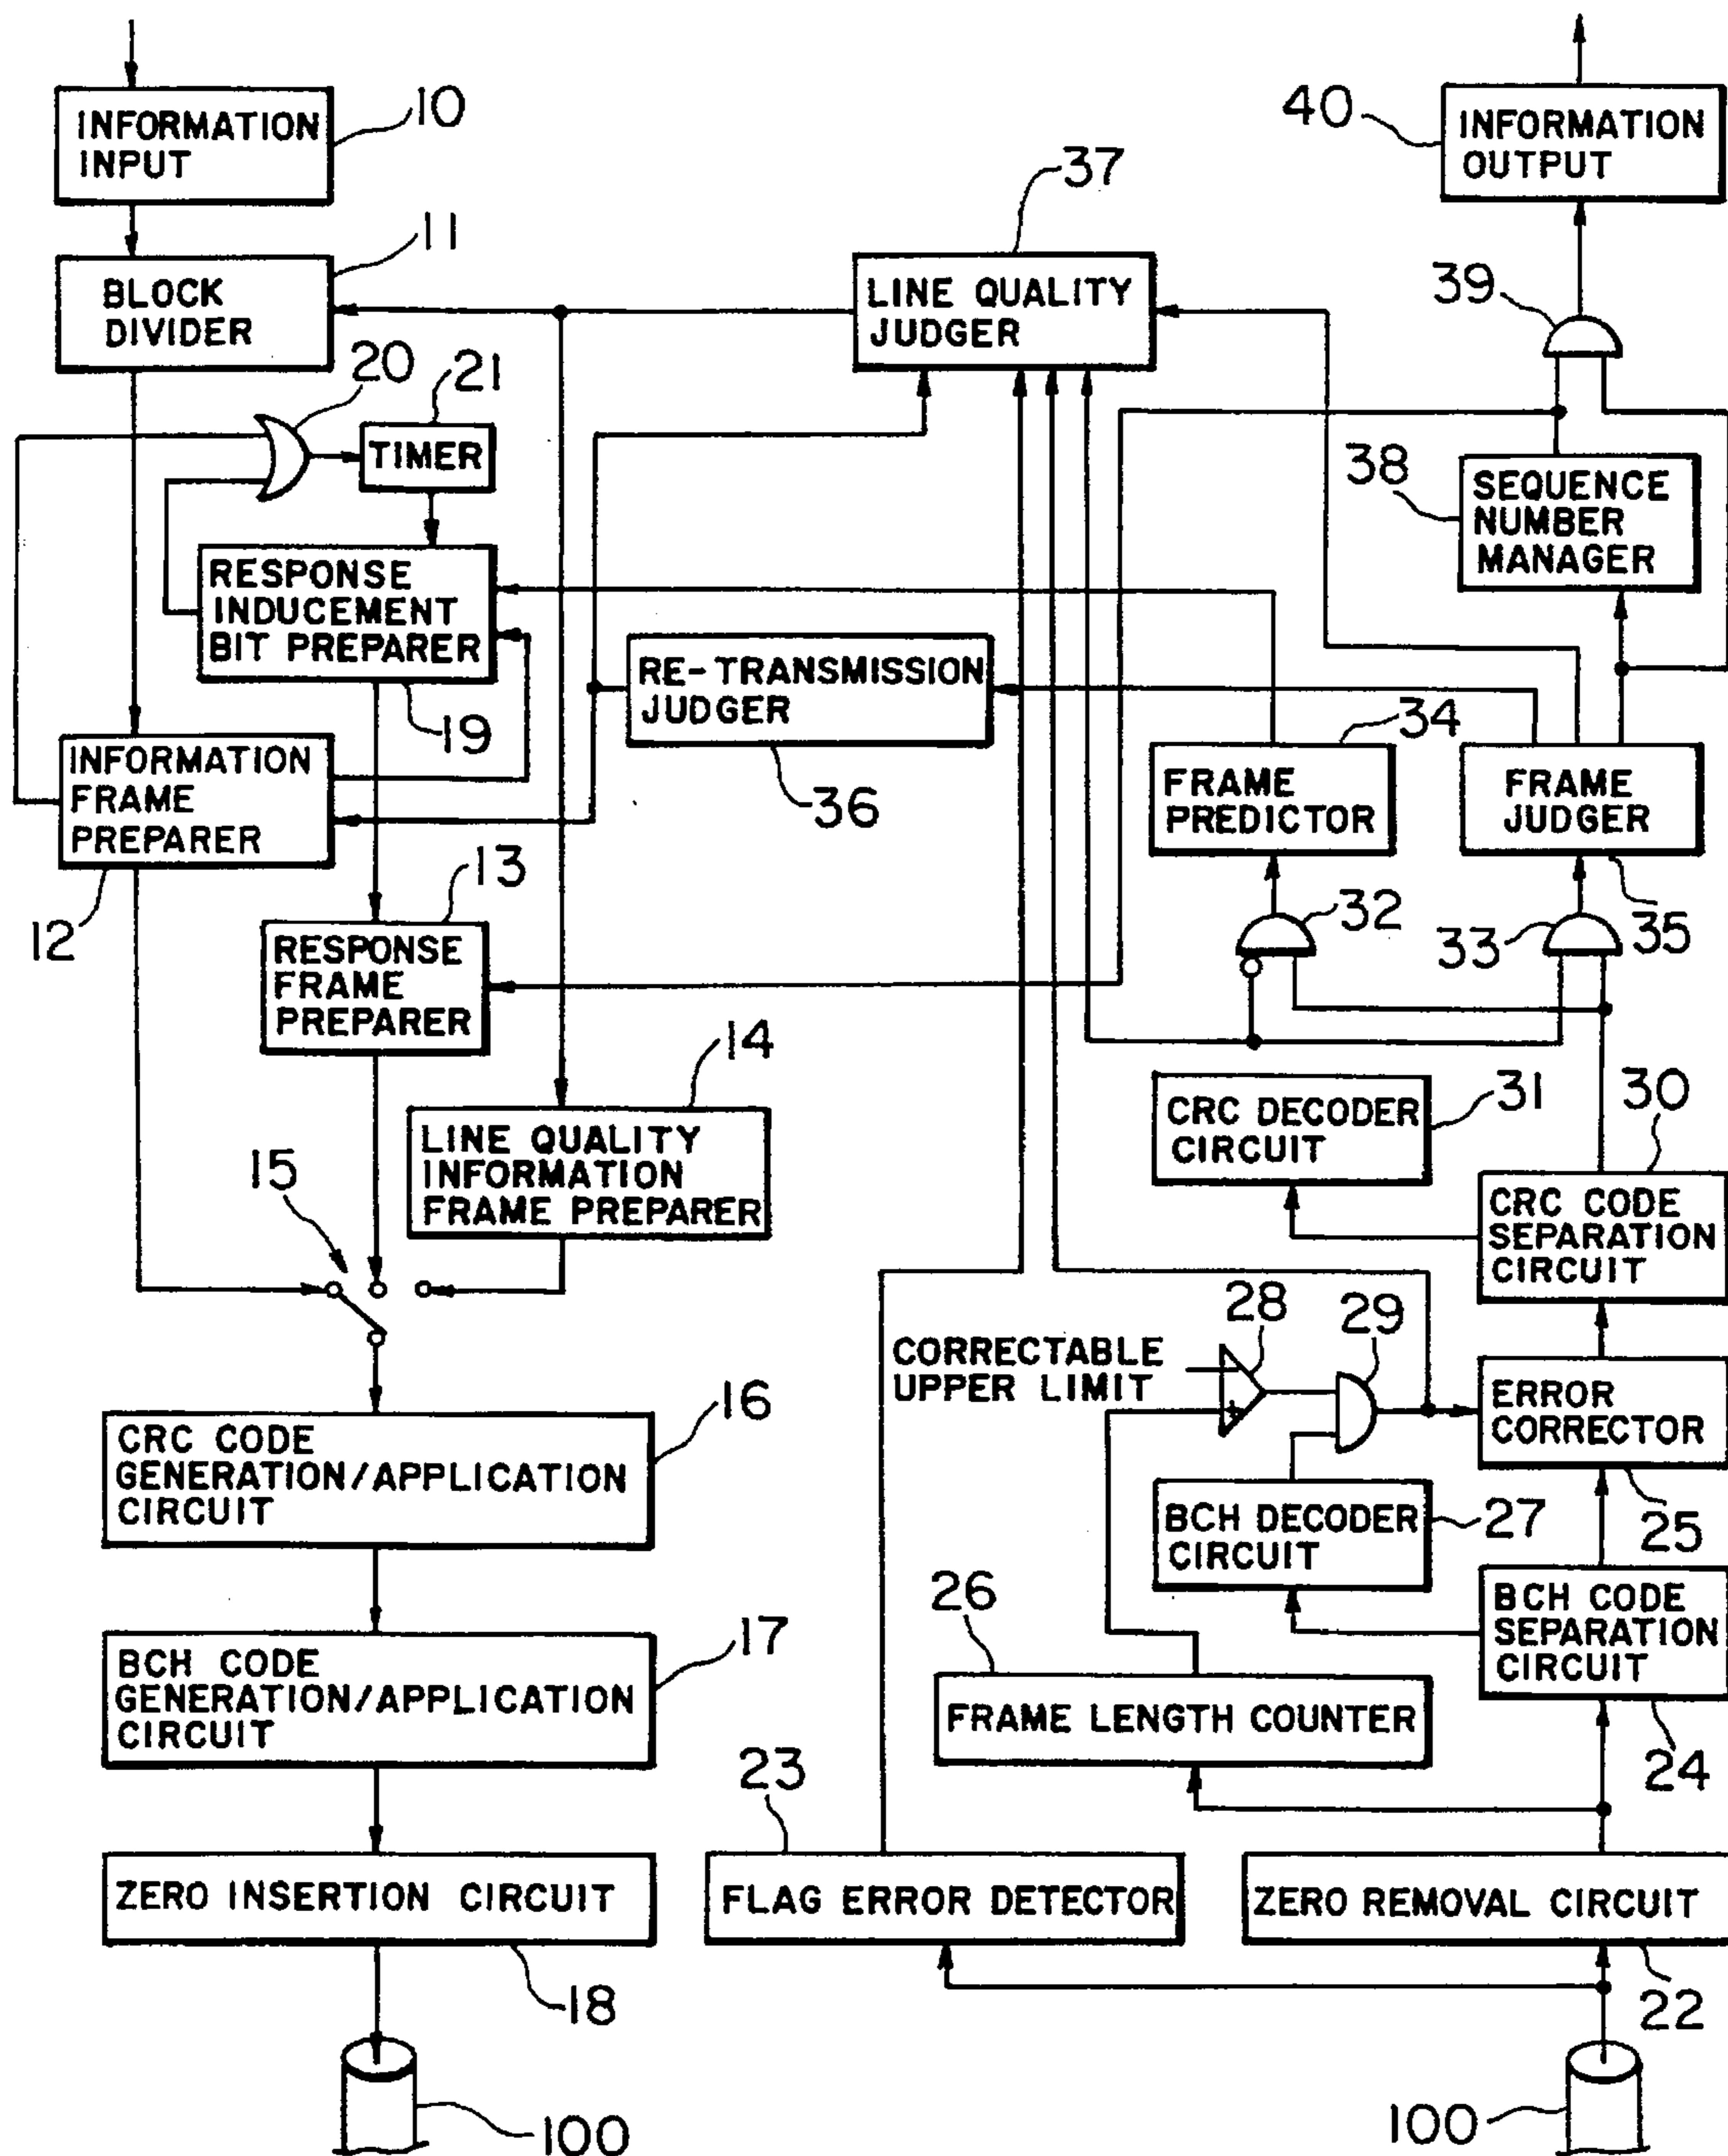 10
INFORMATION
INPUT
40
INFORMATION
OUTPUT
11
BLOCK
DIVIDER
37
LINE QUALITY
JUDGER
39
20
21
TIMER
38
SEQUENCE
NUMBER
MANAGER
RESPONSE
INDUCEMENT
BIT PREPARER
19
RE-TRANSMISSION
JUDGER
36
34
FRAME
PREDICTOR
FRAME
JUDGER
35
INFORMATION
FRAME
PREPARER
12
13
RESPONSE
FRAME
PREPARER
32
33
14
LINE QUALITY
INFORMATION
FRAME PREPARER
31
CRC DECODER
CIRCUIT
30
CRC CODE
SEPARATION
CIRCUIT
15
28
29
CORRECTABLE
UPPER LIMIT
+
ERROR
CORRECTOR
25
16
CRC CODE
GENERATION/APPLICATION
CIRCUIT
BCH DECODER
CIRCUIT
27
26
FRAME LENGTH COUNTER
BCH CODE
SEPARATION
CIRCUIT
24
17
BCH CODE
GENERATION/APPLICATION
CIRCUIT
23
FLAG ERROR DETECTOR
ZERO REMOVAL CIRCUIT
22
ZERO INSERTION CIRCUIT
18
100
100